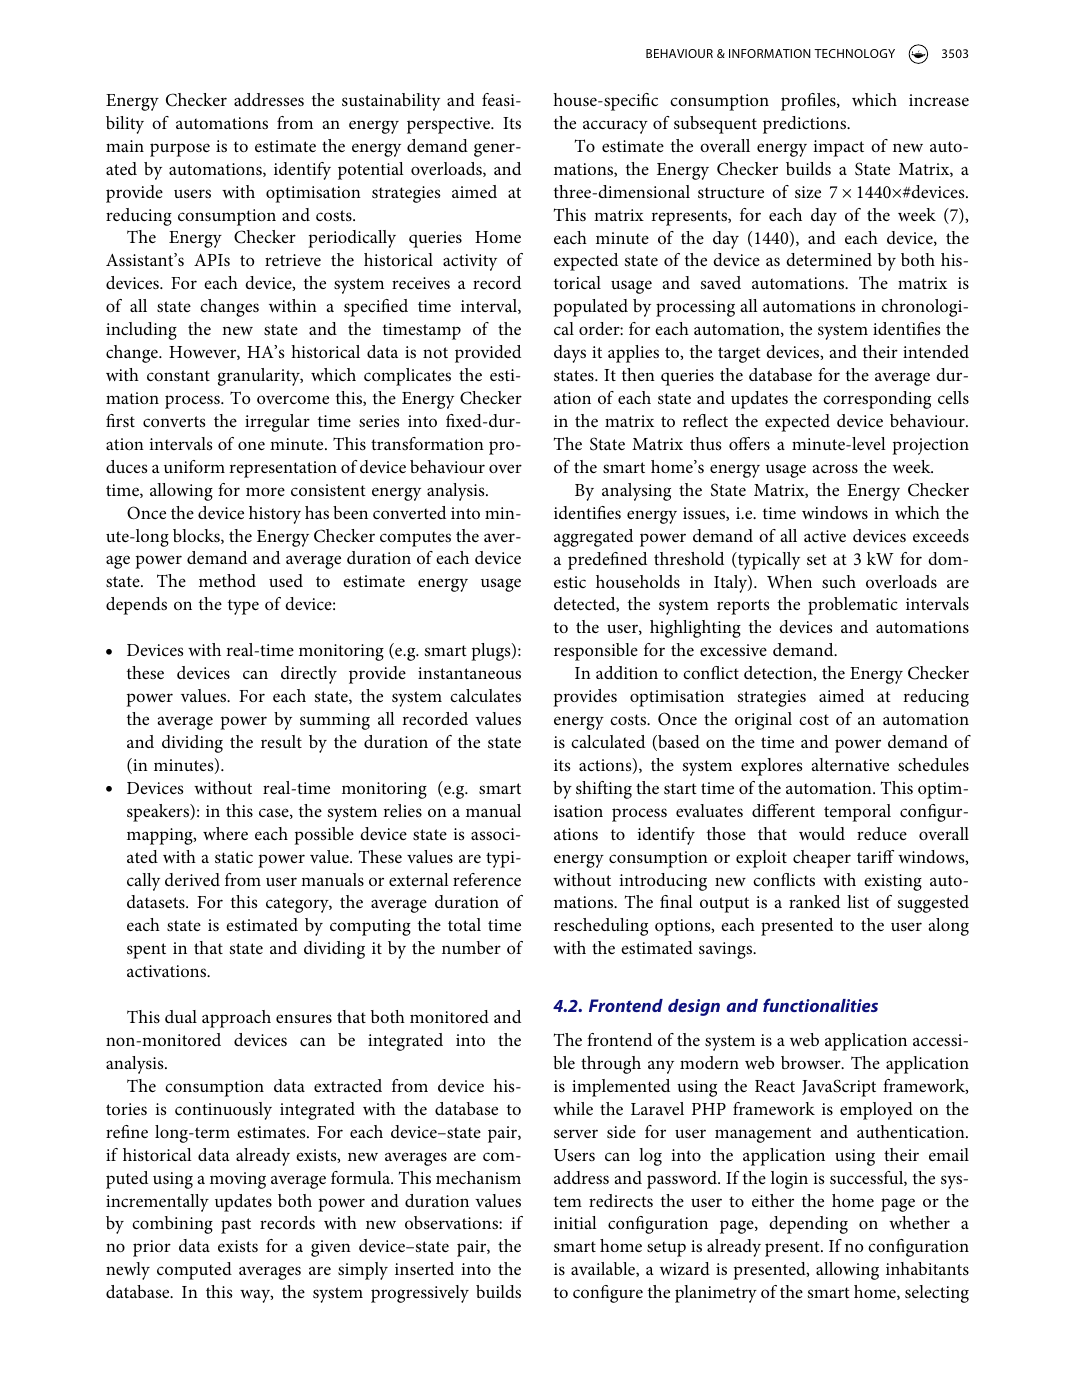 BEHAVIOUR & INFORMATION TECHNOLOGY 3503
Energy Checker addresses the sustainability and feasi-
bility of automations from an energy perspective. Its
main purpose is to estimate the energy demand gener-
ated by automations, identify potential overloads, and
provide users with optimisation strategies aimed at
reducing consumption and costs.
The Energy Checker periodically queries Home
Assistant's APIs to retrieve the historical activity of
devices. For each device, the system receives a record
of all state changes within a specified time interval,
including the new state and the timestamp of the
change. However, HA's historical data is not provided
with constant granularity, which complicates the esti-
mation process. To overcome this, the Energy Checker
first converts the irregular time series into fixed-dur-
ation intervals of one minute. This transformation pro-
duces a uniform representation of device behaviour over
time, allowing for more consistent energy analysis.
Once the device history has been converted into min-
ute-long blocks, the Energy Checker computes the aver-
age power demand and average duration of each device
state. The method used to estimate energy usage
depends on the type of device:
• Devices with real-time monitoring (e.g. smart plugs):
these devices can directly provide instantaneous
power values. For each state, the system calculates
the average power by summing all recorded values
and dividing the result by the duration of the state
(in minutes).
• Devices without real-time monitoring (e.g. smart
speakers): in this case, the system relies on a manual
mapping, where each possible device state is associ-
ated with a static power value. These values are typi-
cally derived from user manuals or external reference
datasets. For this category, the average duration of
each state is estimated by computing the total time
spent in that state and dividing it by the number of
activations.
This dual approach ensures that both monitored and
non-monitored devices can be integrated into the
analysis.
The consumption data extracted from device his-
tories is continuously integrated with the database to
refine long-term estimates. For each device–state pair,
if historical data already exists, new averages are com-
puted using a moving average formula. This mechanism
incrementally updates both power and duration values
by combining past records with new observations: if
no prior data exists for a given device–state pair, the
newly computed averages are simply inserted into the
database. In this way, the system progressively builds
house-specific consumption profiles, which increase
the accuracy of subsequent predictions.
To estimate the overall energy impact of new auto-
mations, the Energy Checker builds a State Matrix, a
three-dimensional structure of size 7 × 1440×#devices.
This matrix represents, for each day of the week (7),
each minute of the day (1440), and each device, the
expected state of the device as determined by both his-
torical usage and saved automations. The matrix is
populated by processing all automations in chronologi-
cal order: for each automation, the system identifies the
days it applies to, the target devices, and their intended
states. It then queries the database for the average dur-
ation of each state and updates the corresponding cells
in the matrix to reflect the expected device behaviour.
The State Matrix thus offers a minute-level projection
of the smart home's energy usage across the week.
By analysing the State Matrix, the Energy Checker
identifies energy issues, i.e. time windows in which the
aggregated power demand of all active devices exceeds
a predefined threshold (typically set at 3 kW for dom-
estic households in Italy). When such overloads are
detected, the system reports the problematic intervals
to the user, highlighting the devices and automations
responsible for the excessive demand.
In addition to conflict detection, the Energy Checker
provides optimisation strategies aimed at reducing
energy costs. Once the original cost of an automation
is calculated (based on the time and power demand of
its actions), the system explores alternative schedules
by shifting the start time of the automation. This optim-
isation process evaluates different temporal configur-
ations to identify those that would reduce overall
energy consumption or exploit cheaper tariff windows,
without introducing new conflicts with existing auto-
mations. The final output is a ranked list of suggested
rescheduling options, each presented to the user along
with the estimated savings.
4.2. Frontend design and functionalities
The frontend of the system is a web application accessi-
ble through any modern web browser. The application
is implemented using the React JavaScript framework,
while the Laravel PHP framework is employed on the
server side for user management and authentication.
Users can log into the application using their email
address and password. If the login is successful, the sys-
tem redirects the user to either the home page or the
initial configuration page, depending on whether a
smart home setup is already present. If no configuration
is available, a wizard is presented, allowing inhabitants
to configure the planimetry of the smart home, selecting